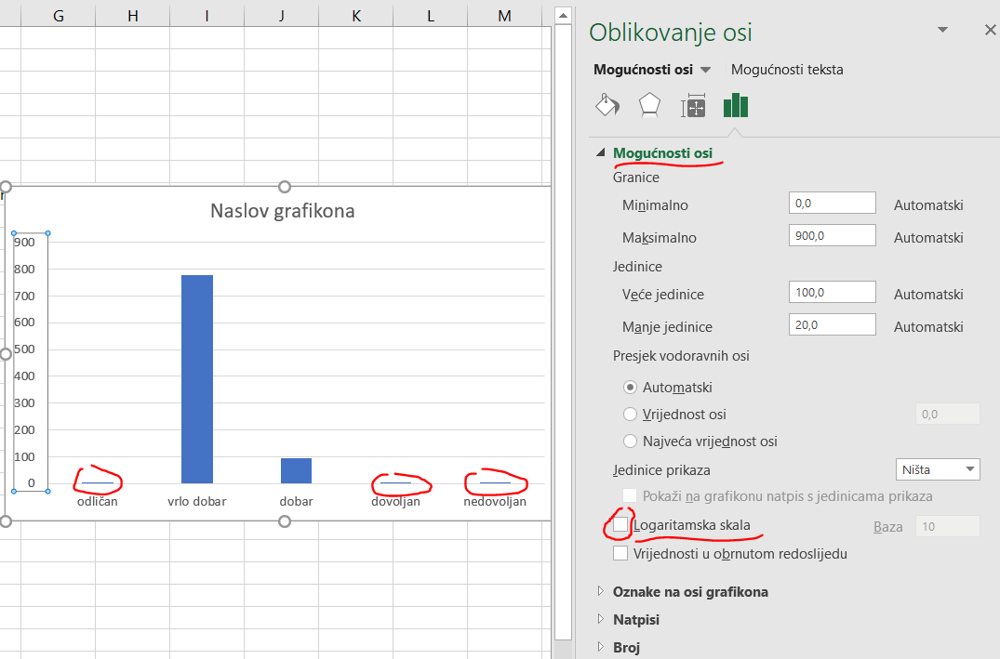 G H I J K L M
Naslov grafikona
900
800
700
600
500
400
300
200
100
0
odličan vrlo dobar dobar dovoljan nedovoljan
Oblikovanje osi
Mogućnosti osi Mogućnosti teksta
Mogućnosti osi
Granice
Minimalno 0,0 Automatski
Maksimalno 900,0 Automatski
Jedinice
Veće jedinice 100,0 Automatski
Manje jedinice 20,0 Automatski
Presjek vodoravnih osi
Automatski
Vrijednost osi 0,0
Najveća vrijednost osi
Jedinice prikaza Ništa
Pokaži na grafikonu natpis s jedinicama prikaza
Logaritamska skala Baza 10
Vrijednosti u obrnutom redoslijedu
Oznake na osi grafikona
Natpisi
Broj